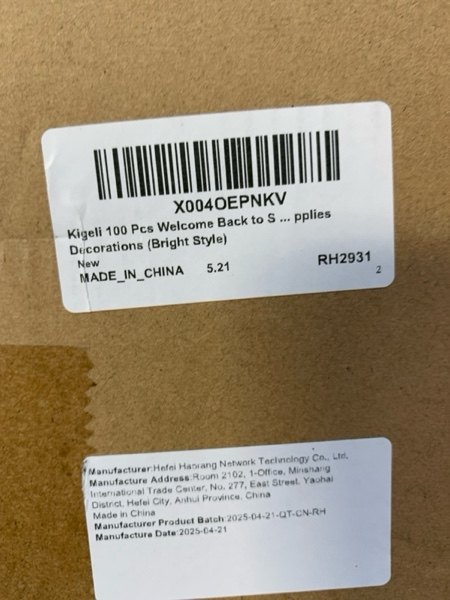 X004OEPNKV
Kigeli 100 Pcs Welcome Back to S ... pplies
Decorations (Bright Style)
New
MADE_IN_CHINA 5.21 RH2931
2
Manufacturer:Hefei Haoxiang Network Technology Co., Ltd.
Manufacture Address:Room 2102, 1-Office, Minshang
International Trade Center, No. 277, East Street, Yaohai
District, Hefei City, Anhui Province, China
Made in China
Manufacturer Product Batch:2025-04-21-QT-CN-RH
Manufacture Date:2025-04-21